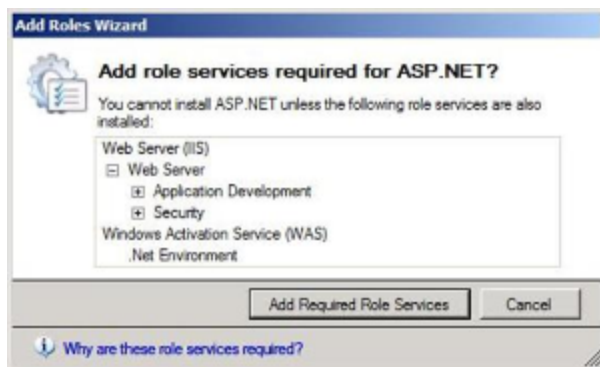 Add Roles Wizard
Add role services required for ASP.NET?
You cannot install ASP.NET unless the following role services are also
installed:
Web Server (IIS)
Web Server
Application Development
Security
Windows Activation Service (WAS)
.Net Environment
Add Required Role Services Cancel
Why are these role services required?